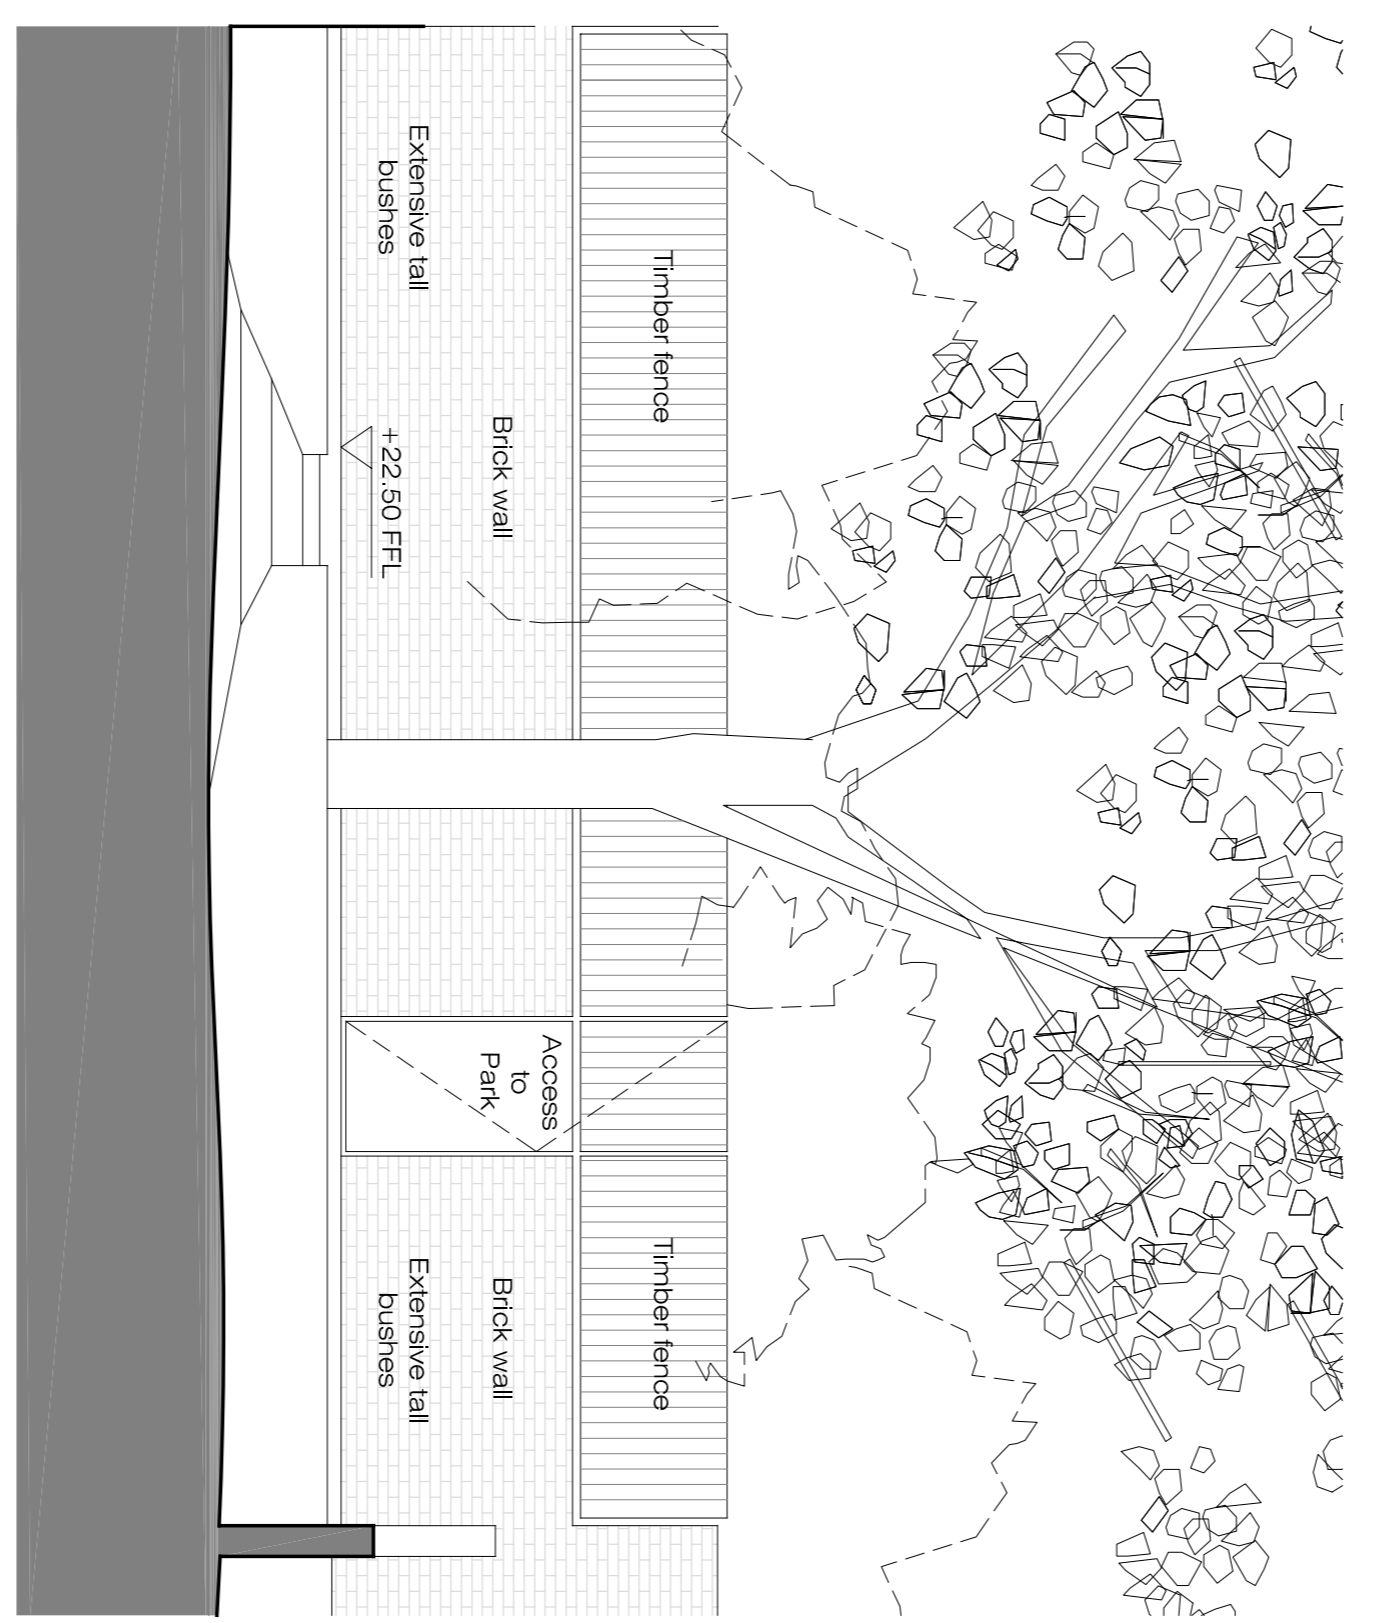 Timber fence
Brick wall
Extensive tall
bushes
+22.50 FFL
Access
to
Park
Timber fence
Brick wall
Extensive tall
bushes